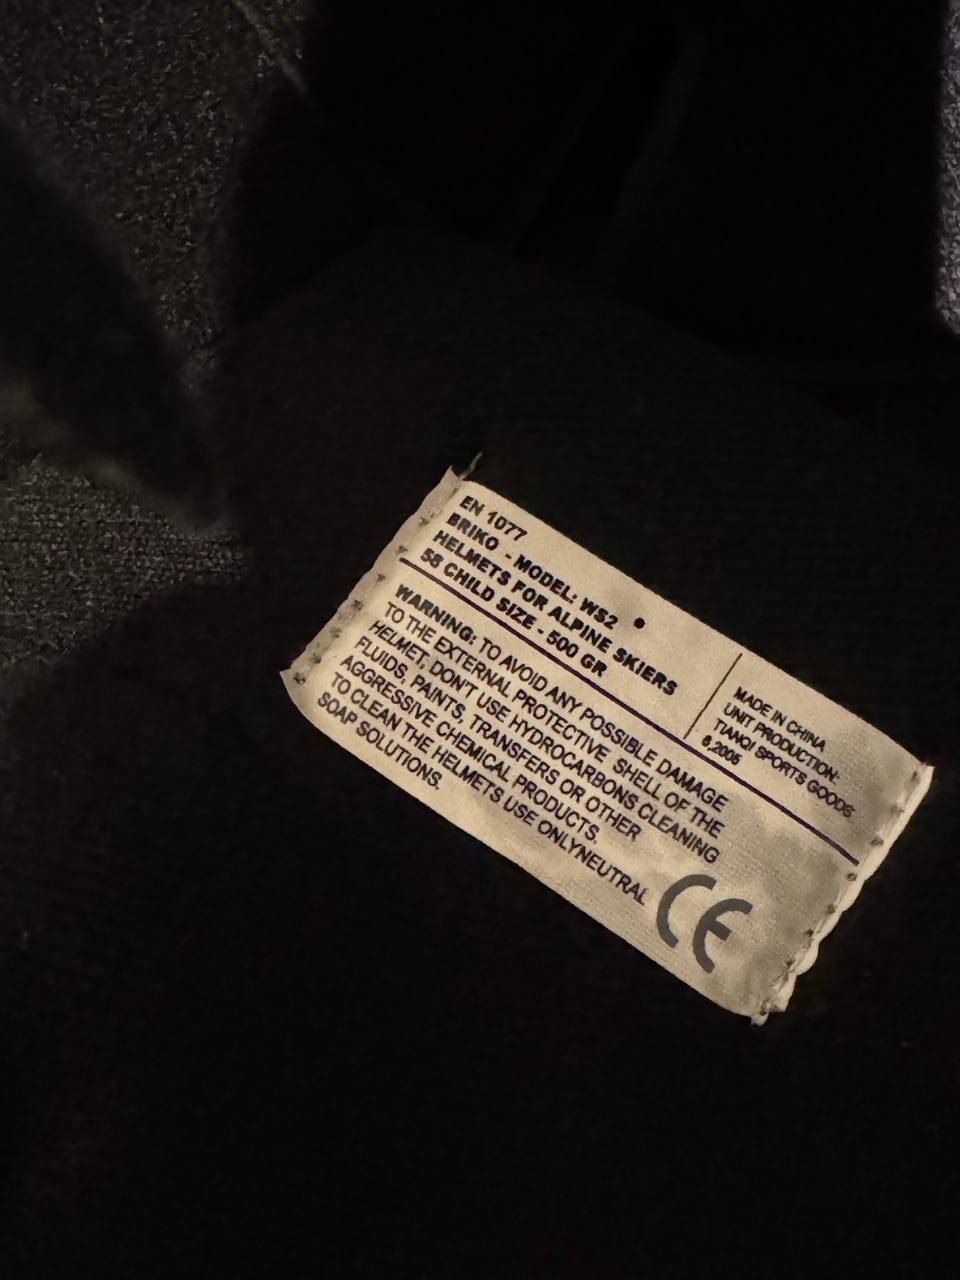 EN 1077
BRIKO - MODEL: WS2
HELMETS FOR ALPINE SKIERS
58 CHILD SIZE - 500 GR
MADE IN CHINA
UNIT PRODUCTION:
TIANQI SPORTS GOODS
6,2006
WARNING: TO AVOID ANY POSSIBLE DAMAGE
TO THE EXTERNAL PROTECTIVE SHELL OF THE
HELMET, DON'T USE HYDROCARBONS CLEANING
FLUIDS, PAINTS, TRANSFERS OR OTHER
AGGRESSIVE CHEMICAL PRODUCTS.
TO CLEAN THE HELMETS USE ONLYNEUTRAL
SOAP SOLUTIONS.
CE